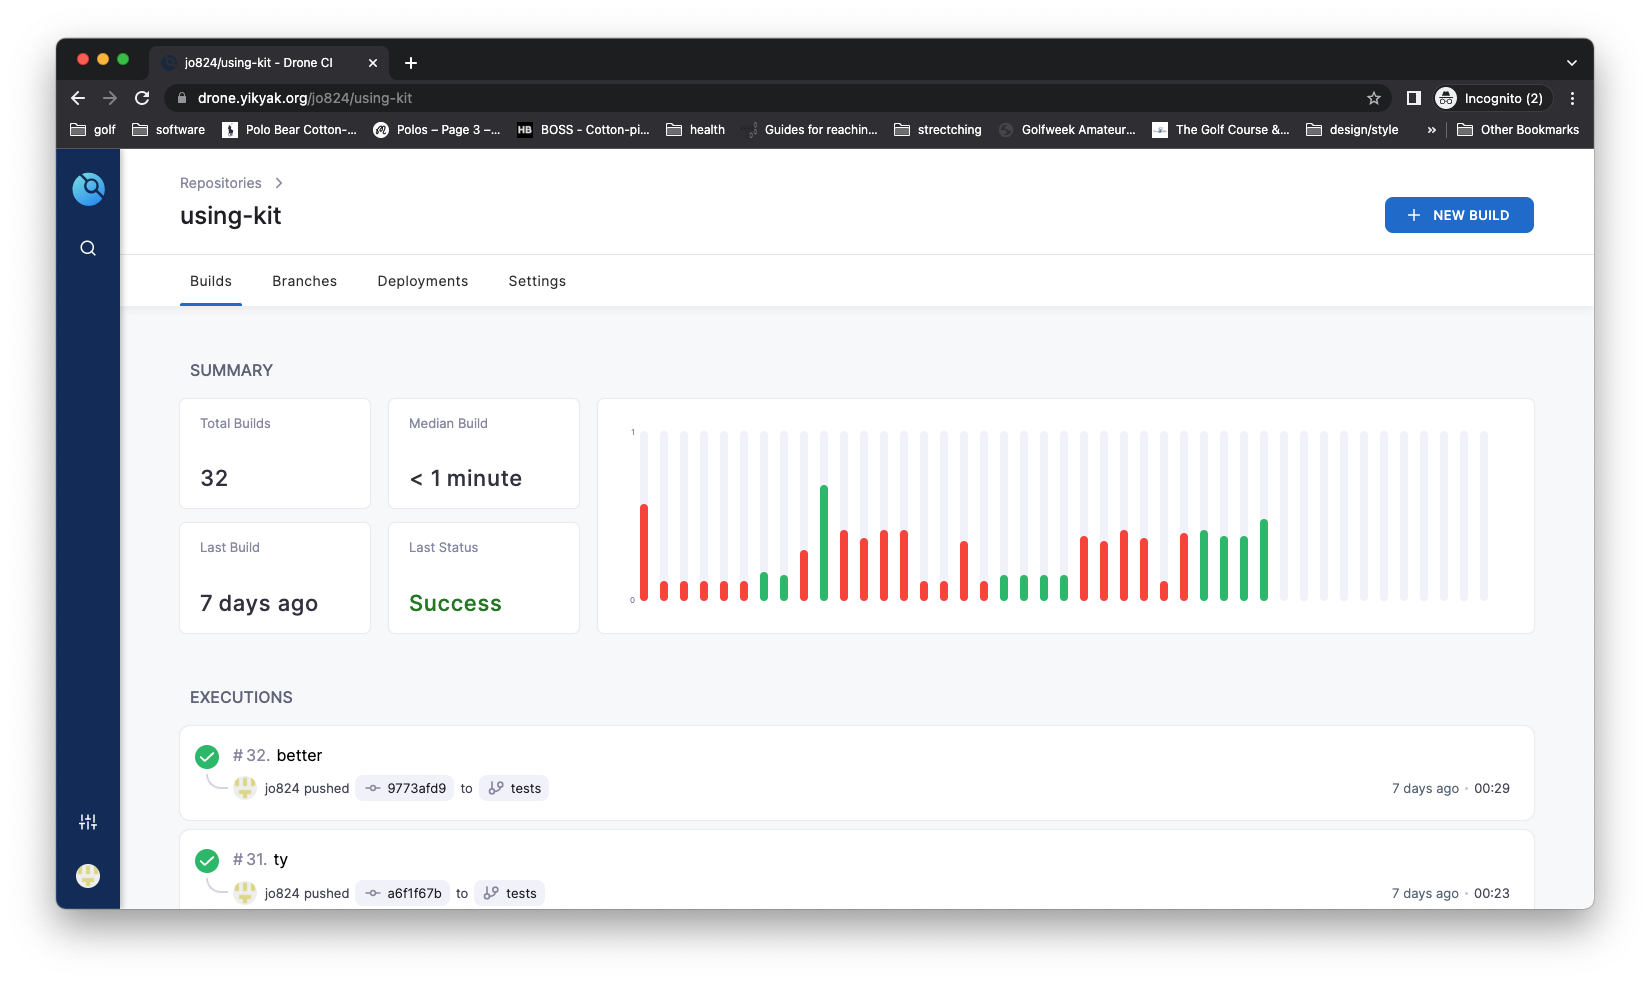 jo824/using-kit - Drone CI
drone.yikyak.org/jo824/using-kit
Incognito (2)
golf
software
Polo Bear Cotton-...
Polos – Page 3 –...
HB
BOSS - Cotton-pi...
health
Guides for reachin...
strectching
Golfweek Amateur...
The Golf Course &...
design/style
»
Other Bookmarks
Repositories
using-kit
+ NEW BUILD
Builds
Branches
Deployments
Settings
SUMMARY
Total Builds
32
Median Build
< 1 minute
Last Build
7 days ago
Last Status
Success
1
0
EXECUTIONS
#32. better
jo824 pushed 9773afd9 to tests
7 days ago • 00:29
#31. ty
jo824 pushed a6f1f67b to tests
7 days ago • 00:23